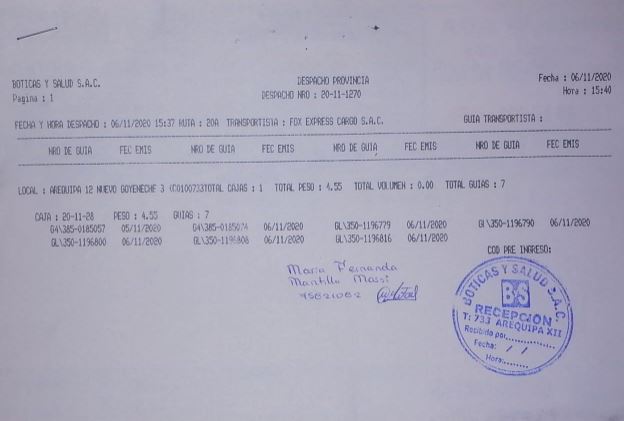 BOTICAS Y SALUD S.A.C. DESPACHO PROVINCIA Fecha : 06/11/2020
Pagina : 1 DESPACHO NRO : 20-11-1270 Hora : 15:40
FECHA Y HORA DESPACHO : 06/11/2020 15:37 RUTA : 20A TRANSPORTISTA : FOX EXPRESS CARGO S.A.C. GUIA TRANSPORTISTA :
NRO DE GUIA FEC EMIS NRO DE GUIA FEC EMIS NRO DE GUIA FEC EMIS NRO DE GUIA FEC EMIS
LOCAL : AREQUIPA 12 NUEVO GOYENECHE 3 (C0100733TOTAL CAJAS : 1 TOTAL PESO : 4.55 TOTAL VOLUMEN : 0.00 TOTAL GUIAS : 7
CAJA : 20-11-28 PESO : 4.55 GUIAS : 7
G4\385-0185057 05/11/2020 G4\385-0185074 06/11/2020 GL\350-1196779 06/11/2020 GL\350-1196790 06/11/2020
GL\350-1196800 06/11/2020 GL\350-1196808 06/11/2020 GL\350-1196816 06/11/2020
COD PRE INGRESO:
Maria Fernanda
Mantilla Massi
BOTICAS Y SALUD S.A.C.
BS
RECEPCIÓN
T: 733 AREQUIPA XII
Recibido por..............
Fecha: / /
Hora:........